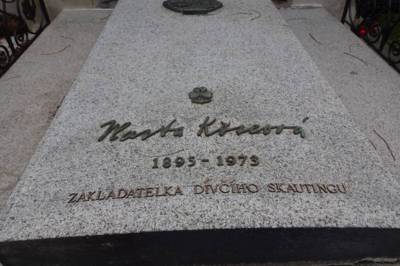 Vlasta Koseová
1895-1973
ZAKLADATELKA DÍVČÍHO SKAUTINGU